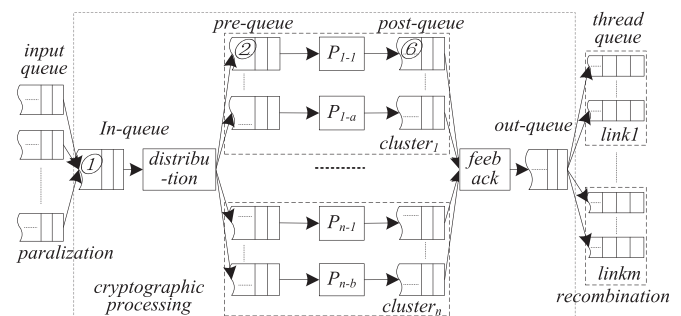 pre-queue
post-queue
thread
queue
input
queue
2
P1-1
6
In-queue
P1-a
out-queue
link1
cluster1
1
distribu
-tion
feeb
ack
Pn-1
paralization
linkm
cryptographic
processing
Pn-b
clustern
recombination